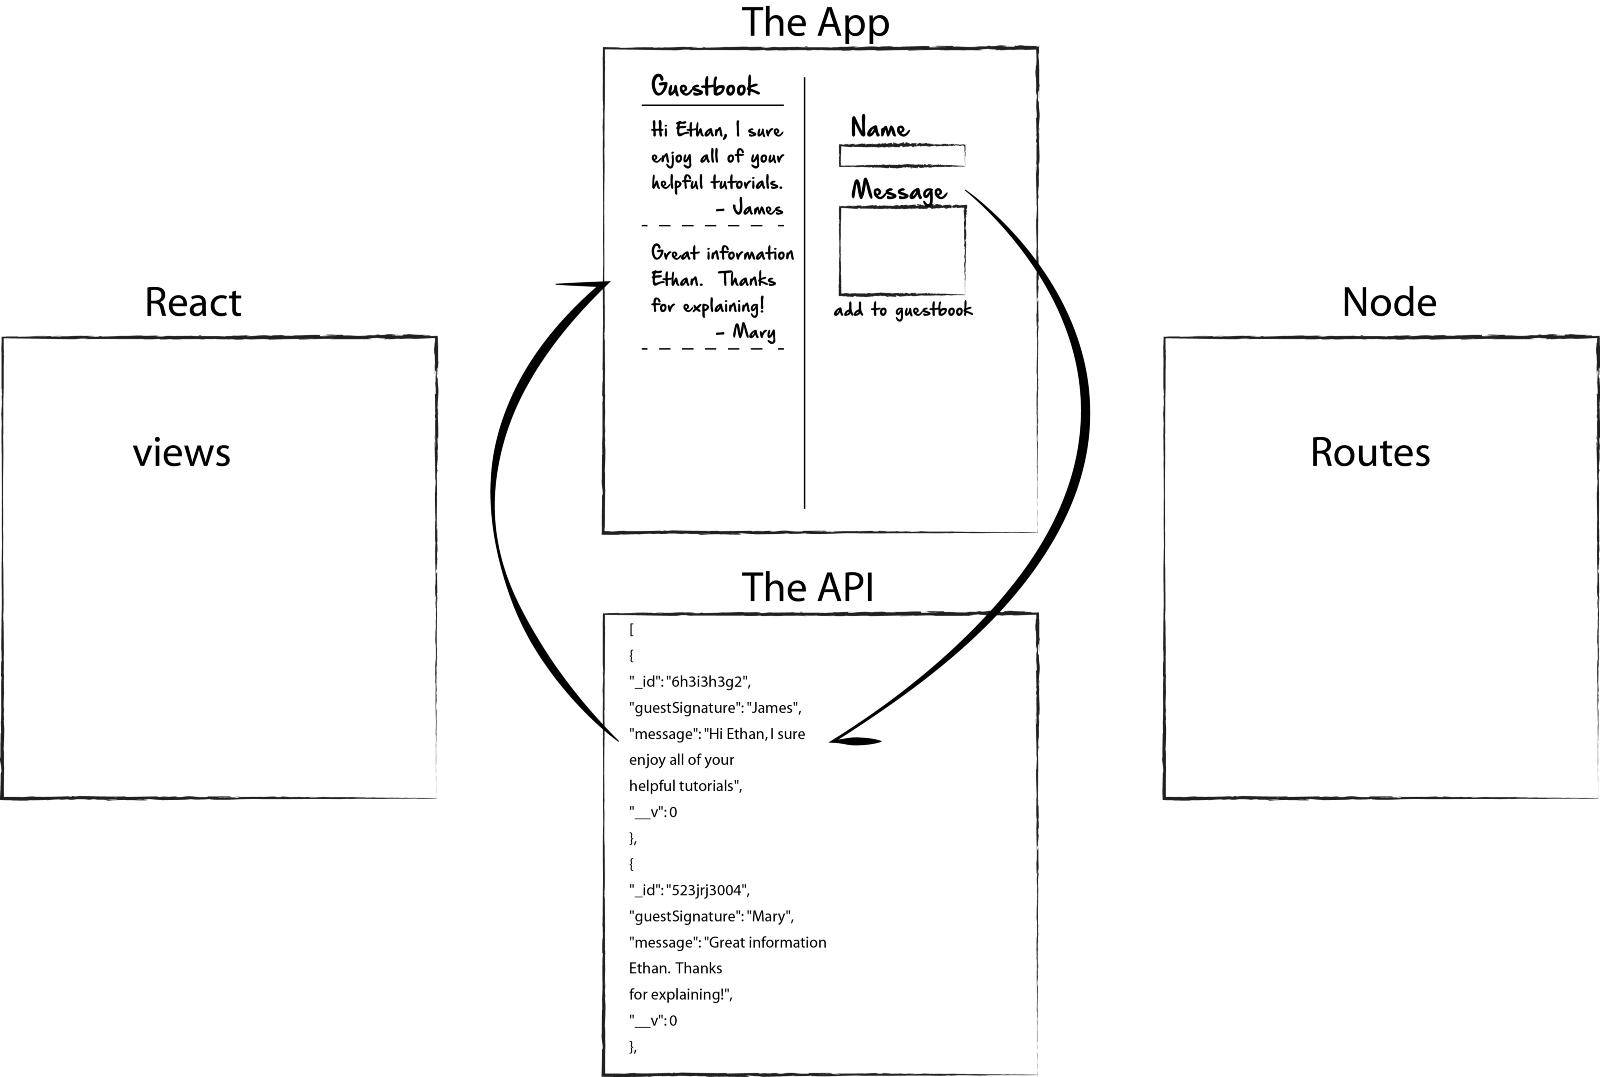 The App
Guestbook
Hi Ethan, I sure
enjoy all of your
helpful tutorials.
- James
Great information
Ethan. Thanks
for explaining!
- Mary
Name
Message
add to guestbook
React
views
Node
Routes
The API
[
{
"_id": "6h3i3h3g2",
"guestSignature": "James",
"message": "Hi Ethan, I sure
enjoy all of your
helpful tutorials",
"__v": 0
},
{
"_id": "523jrj3004",
"guestSignature": "Mary",
"message": "Great information
Ethan. Thanks
for explaining!",
"__v": 0
},